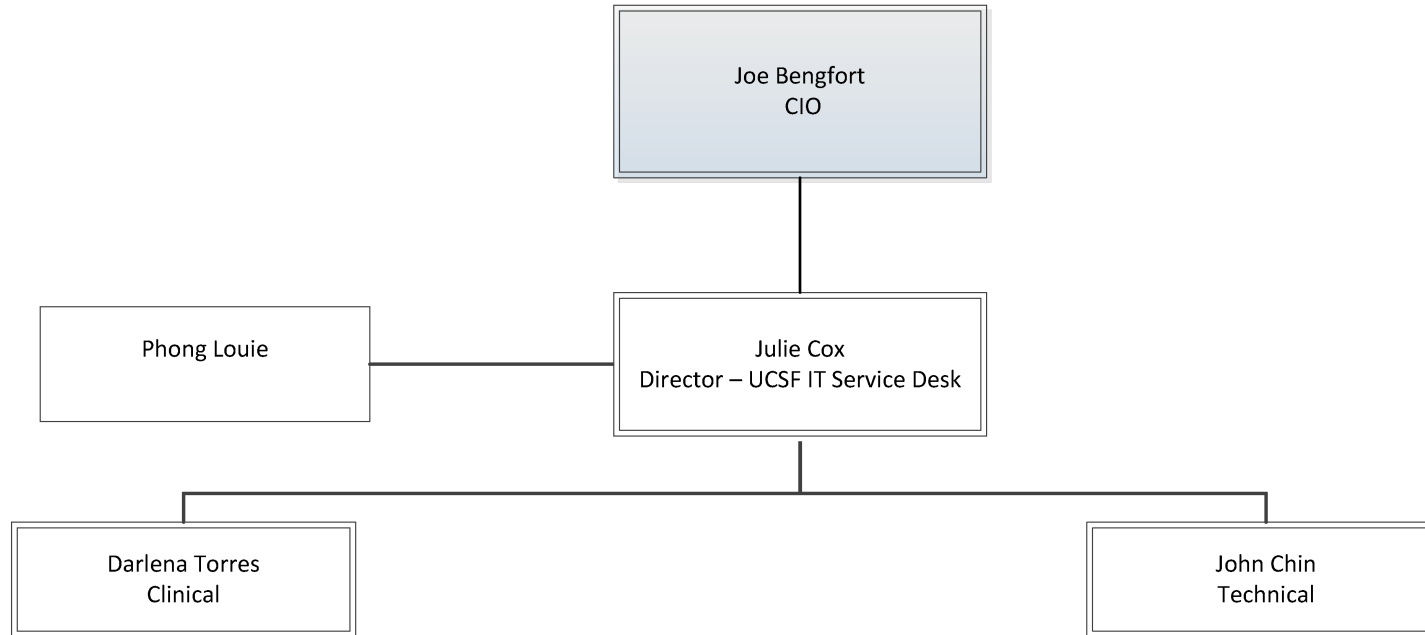 Joe Bengfort
CIO
Phong Louie
Julie Cox
Director – UCSF IT Service Desk
Darlena Torres
Clinical
John Chin
Technical